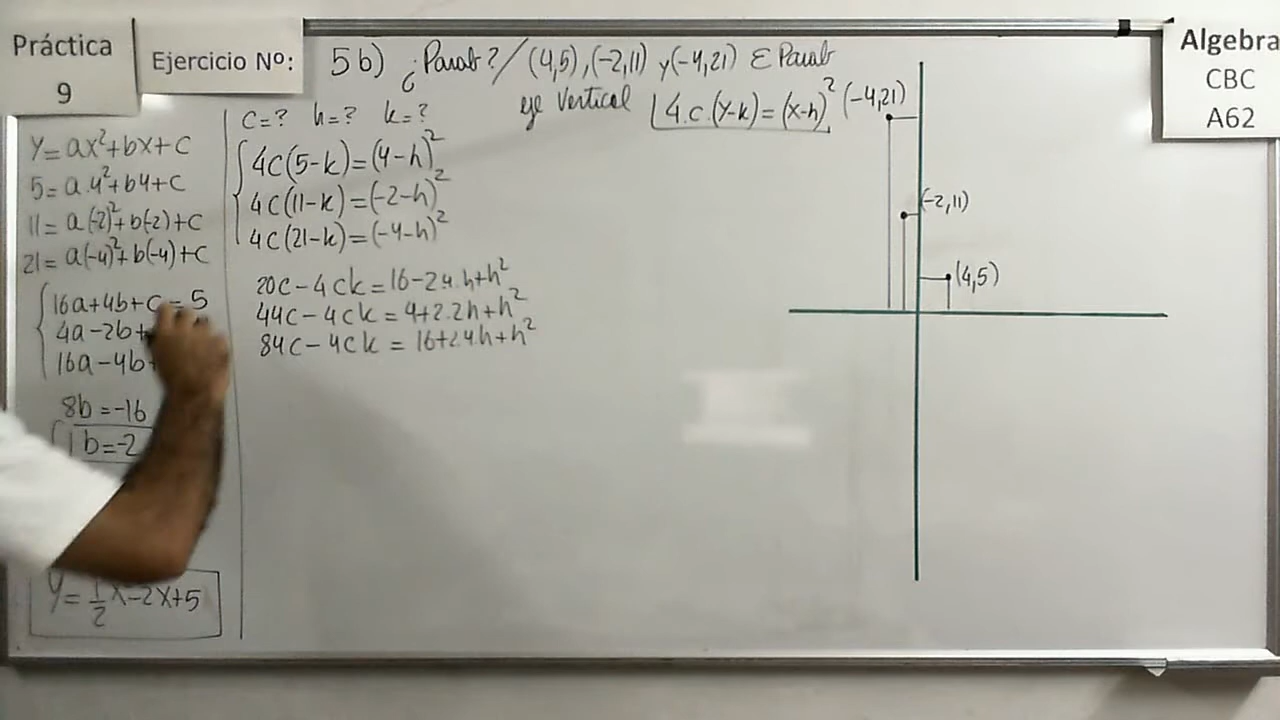 Práctica
9
Ejercicio Nº:
5b) ¿Parab?/(4,5),(-2,11) y(-4,21) ∈ Parab
eje Vertical 4.c.(y-k)=(x-h)²
Algebra
CBC
A62
y=ax²+bx+c
5=a.4²+b4+c
11=a(-2)²+b(-2)+c
21=a(-4)²+b(-4)+c
16a+4b+c=5
4a-2b+
16a-4b+
8b=-16
b=-2
y=1/2x-2x+5
c=? h=? k=?
4c(5-k)=(4-h)²
4c(11-k)=(-2-h)²
4c(21-k)=(-4-h)²
20c-4ck=16-2.4.h+h²
44c-4ck=4+2.2h+h²
84c-4ck=16+2.4.h+h²
(-4,21)
(-2,11)
(4,5)